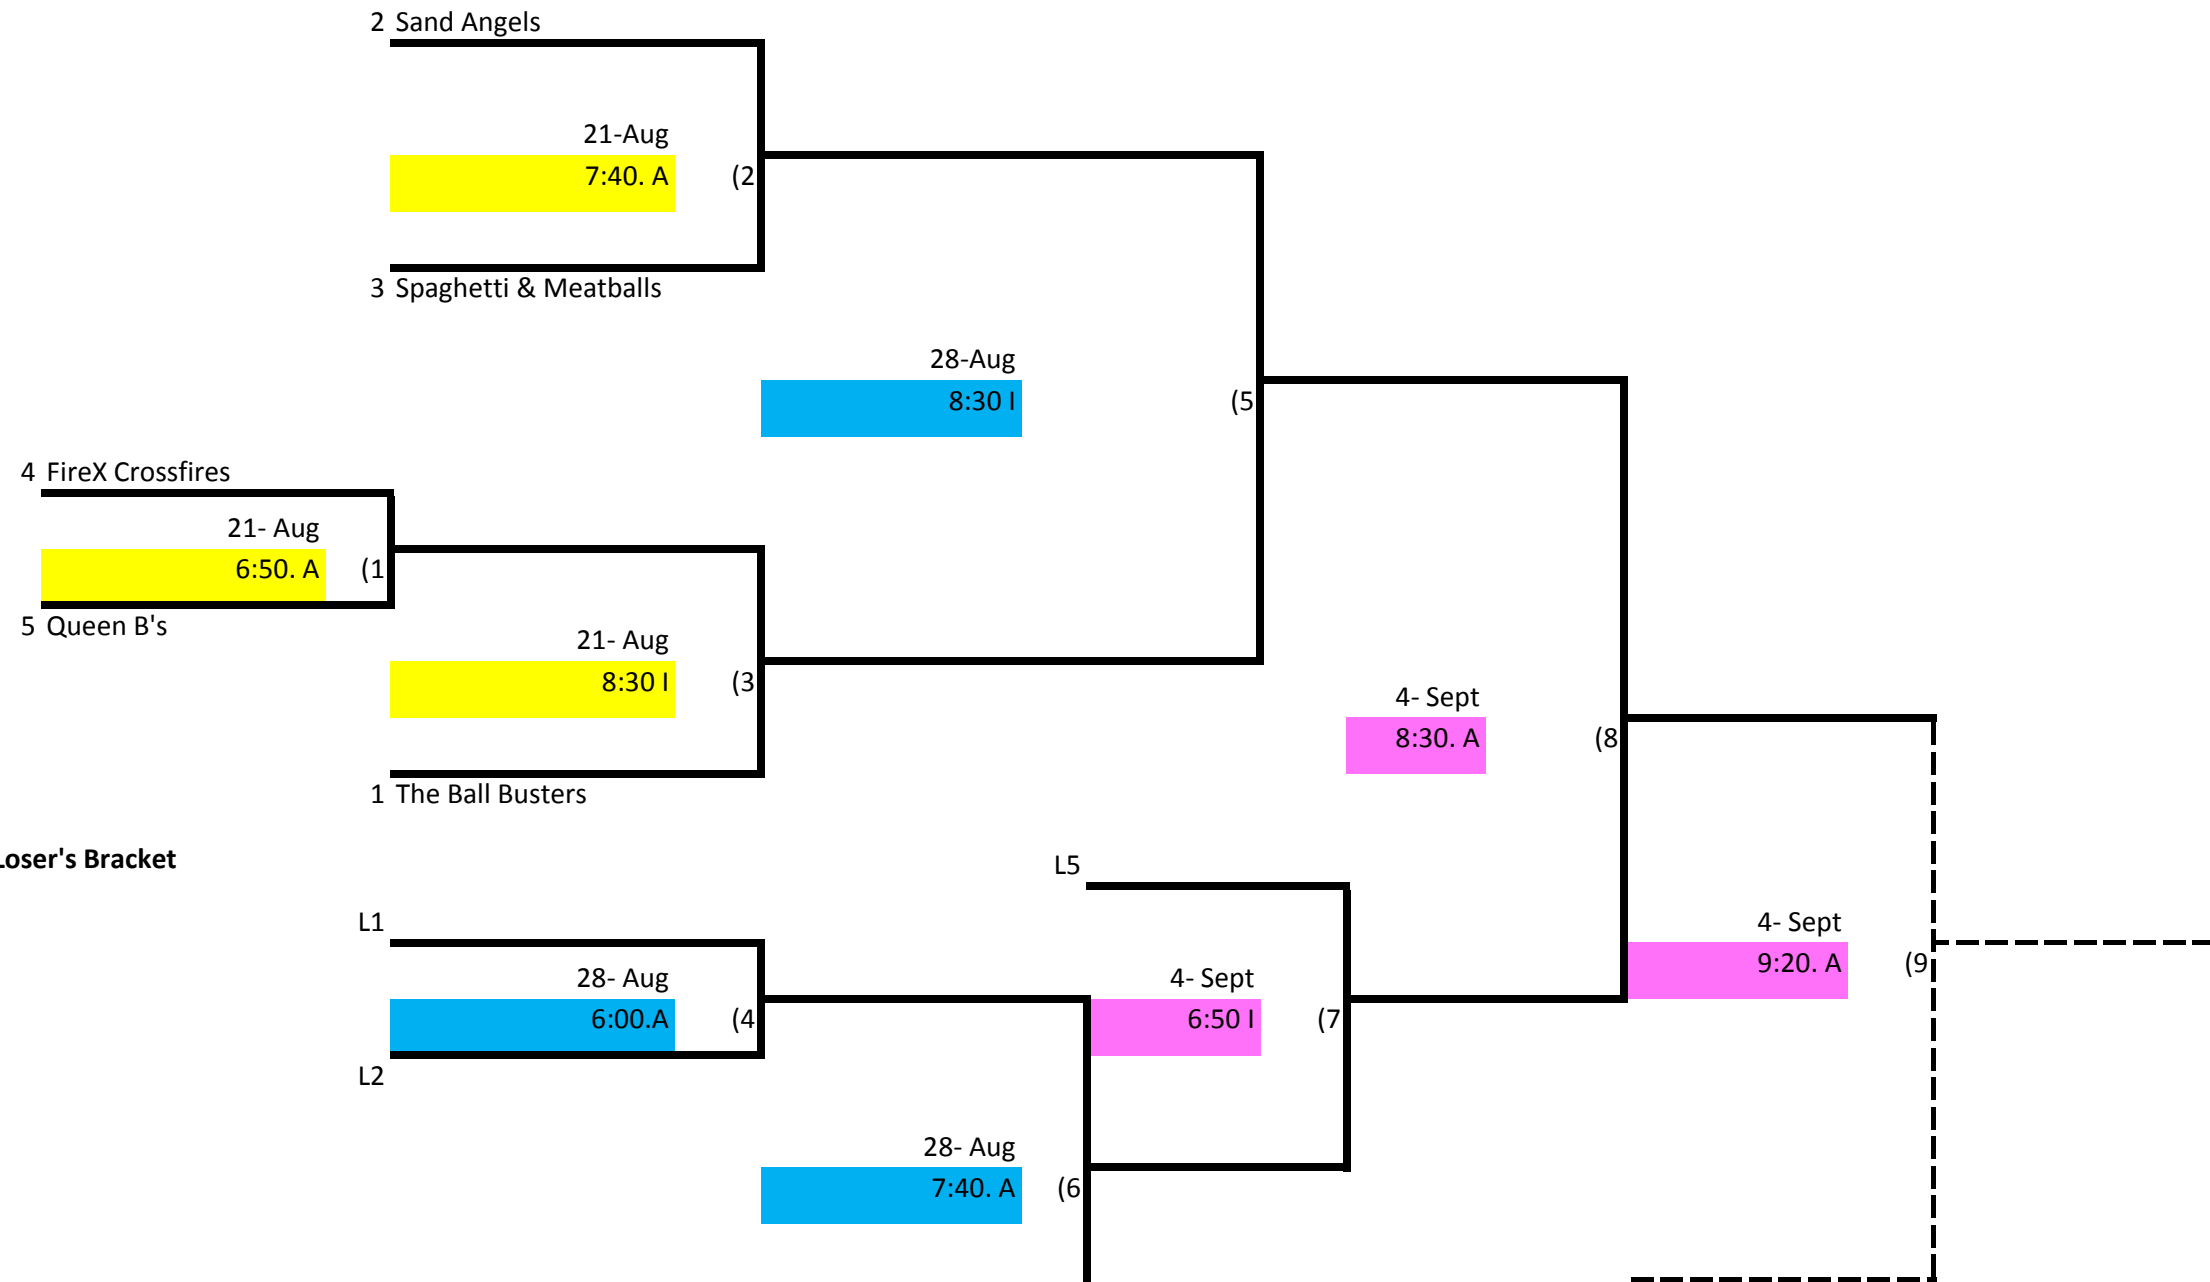 2 Sand Angels
21-Aug
7:40. A (2
3 Spaghetti & Meatballs
28-Aug
8:30 I (5
4 FireX Crossfires
21- Aug
6:50. A (1
5 Queen B's
21- Aug
8:30 I (3
4- Sept
8:30. A (8
1 The Ball Busters
Loser's Bracket
L5
L1
4- Sept
9:20. A (9
28- Aug
6:00.A (4
4- Sept
6:50 I (7
L2
28- Aug
7:40. A (6